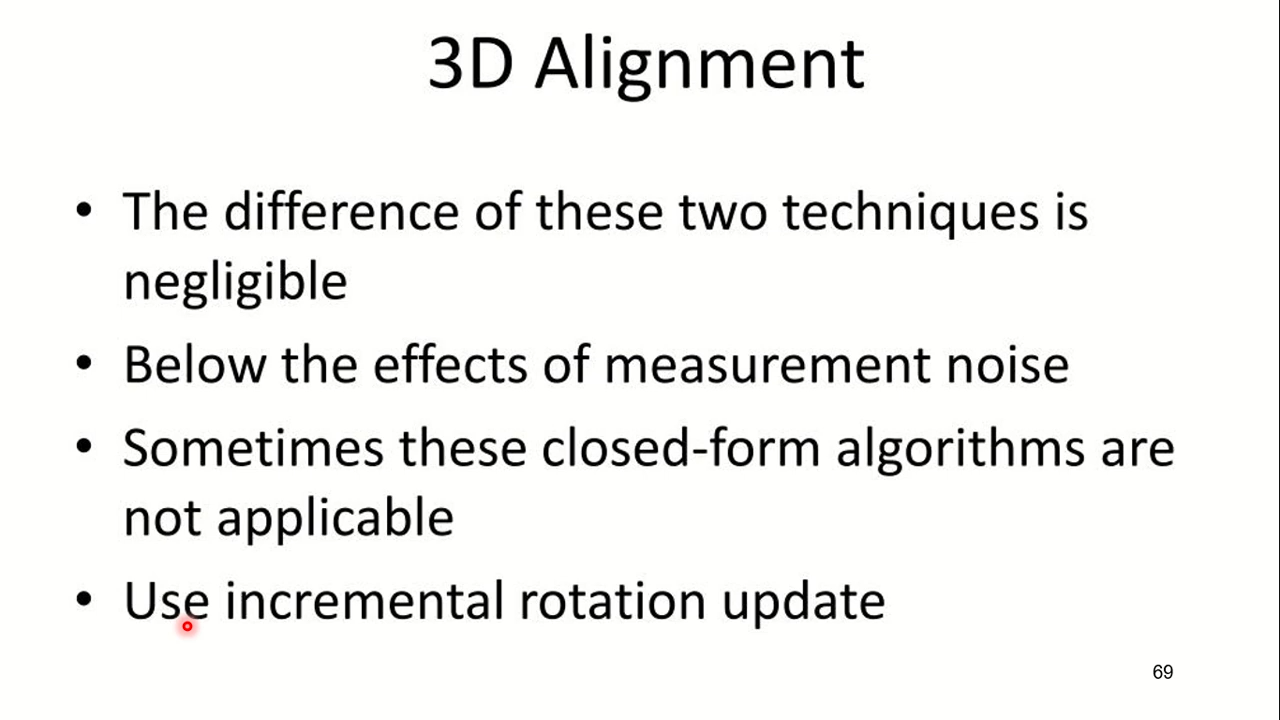 3D Alignment
• The difference of these two techniques is
negligible
• Below the effects of measurement noise
• Sometimes these closed-form algorithms are
not applicable
• Use incremental rotation update
69